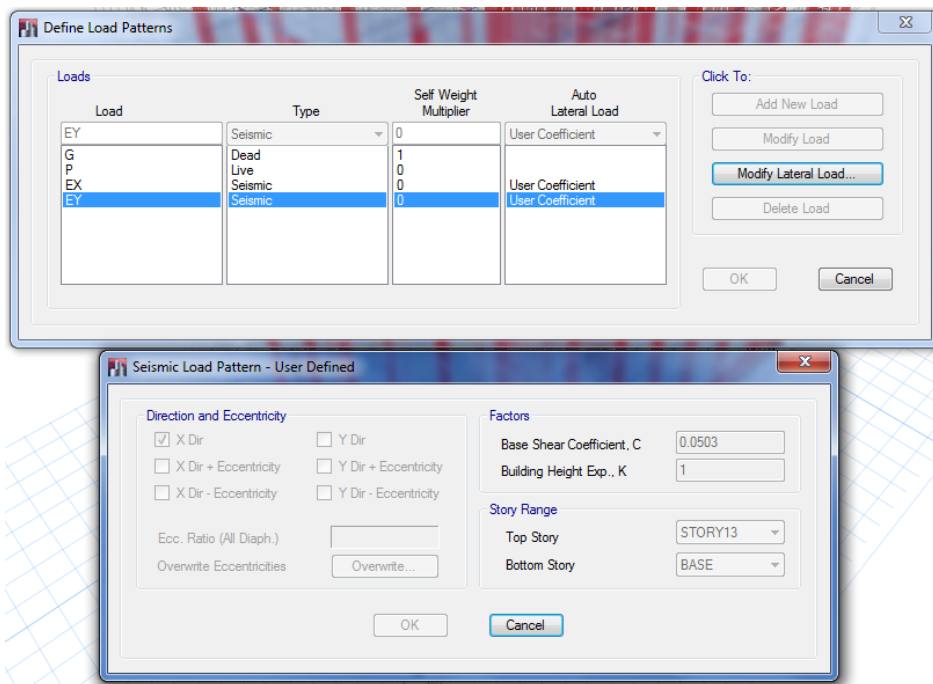 Define Load Patterns
Loads
Click To:
Load Type Self Weight Multiplier Auto Lateral Load
EY Seismic 0 User Coefficient
G Dead 1
P Live 0
EX Seismic 0 User Coefficient
EY Seismic 0 User Coefficient
Add New Load
Modify Load
Modify Lateral Load...
Delete Load
OK Cancel
Seismic Load Pattern - User Defined
Direction and Eccentricity
X Dir Y Dir
X Dir + Eccentricity Y Dir + Eccentricity
X Dir - Eccentricity Y Dir - Eccentricity
Ecc. Ratio (All Diaph.)
Overwrite Eccentricities Overwrite...
Factors
Base Shear Coefficient, C 0.0503
Building Height Exp., K 1
Story Range
Top Story STORY13
Bottom Story BASE
OK Cancel